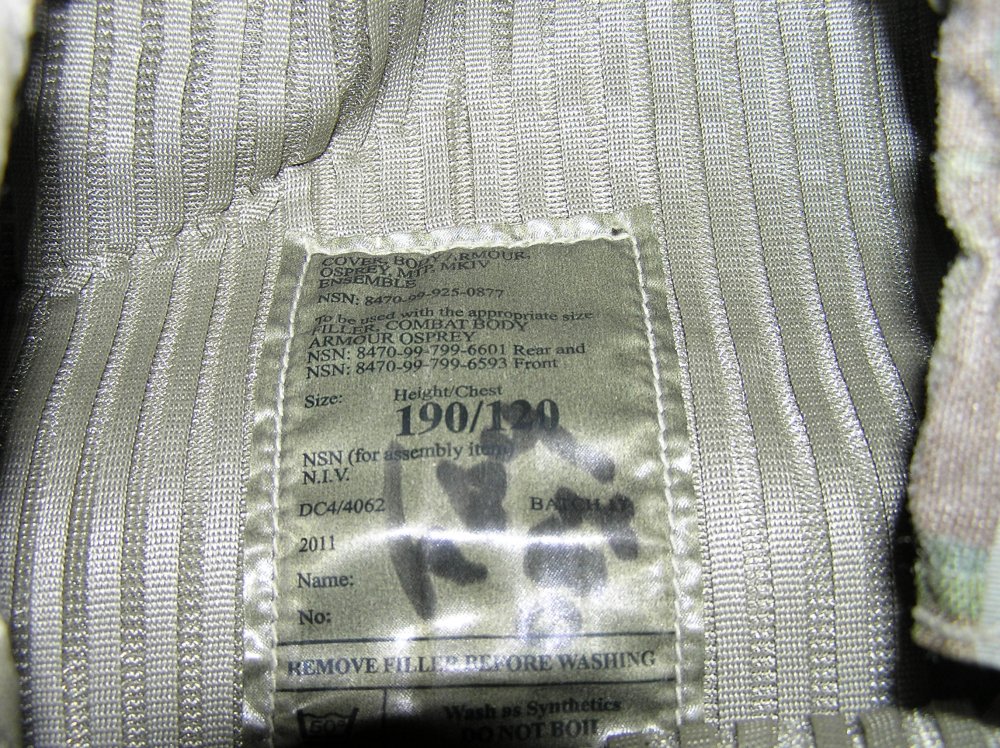 COVER, BODY ARMOUR,
OSPREY, MTP, MKIV
ENSEMBLE
NSN: 8470-99-925-0877
To be used with the appropriate size
FILLER, COMBAT BODY
ARMOUR OSPREY
NSN: 8470-99-799-6601 Rear and
NSN: 8470-99-799-6593 Front
Size: Height/Chest
190/120
NSN (for assembly item)
N.I.V.
DC4/4062 BATCH
2011
Name:
No:
REMOVE FILLER BEFORE WASHING
50°
Wash as Synthetics
DO NOT BOIL